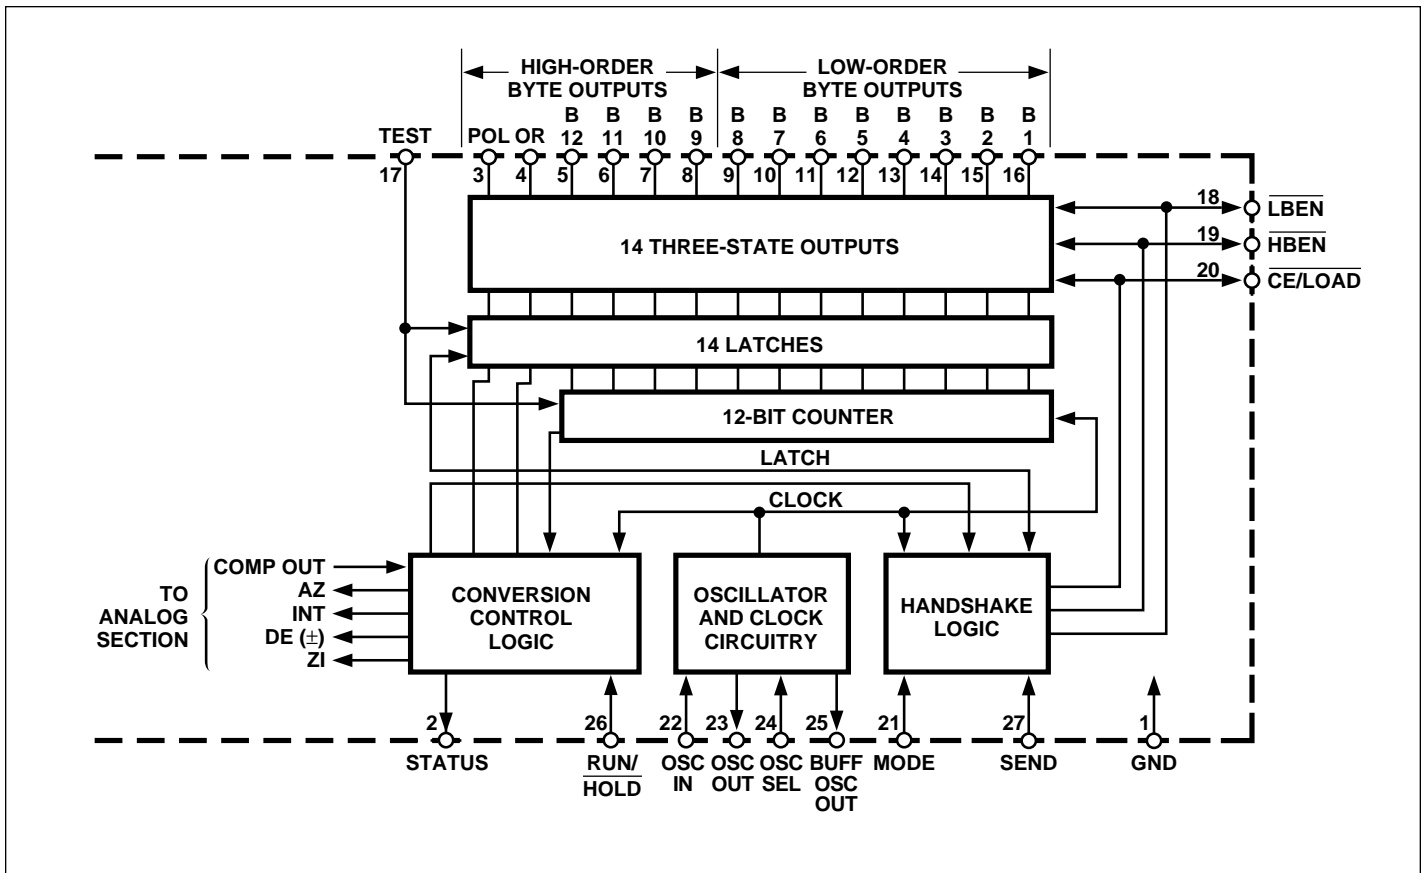 HIGH-ORDER
BYTE OUTPUTS
LOW-ORDER
BYTE OUTPUTS
TEST
POL OR
B
12
B
11
B
10
B
9
B
8
B
7
B
6
B
5
B
4
B
3
B
2
B
1
17
3
4
5
6
7
8
9
10
11
12
13
14
15
16
14 THREE-STATE OUTPUTS
18
LBEN
19
HBEN
20
CE/LOAD
14 LATCHES
12-BIT COUNTER
LATCH
CLOCK
TO
ANALOG
SECTION
COMP OUT
AZ
INT
DE (±)
ZI
CONVERSION
CONTROL
LOGIC
OSCILLATOR
AND CLOCK
CIRCUITRY
HANDSHAKE
LOGIC
2
26
22
23
24
25
21
27
1
STATUS
RUN/
HOLD
OSC
IN
OSC
OUT
OSC
SEL
BUFF
OSC
OUT
MODE
SEND
GND